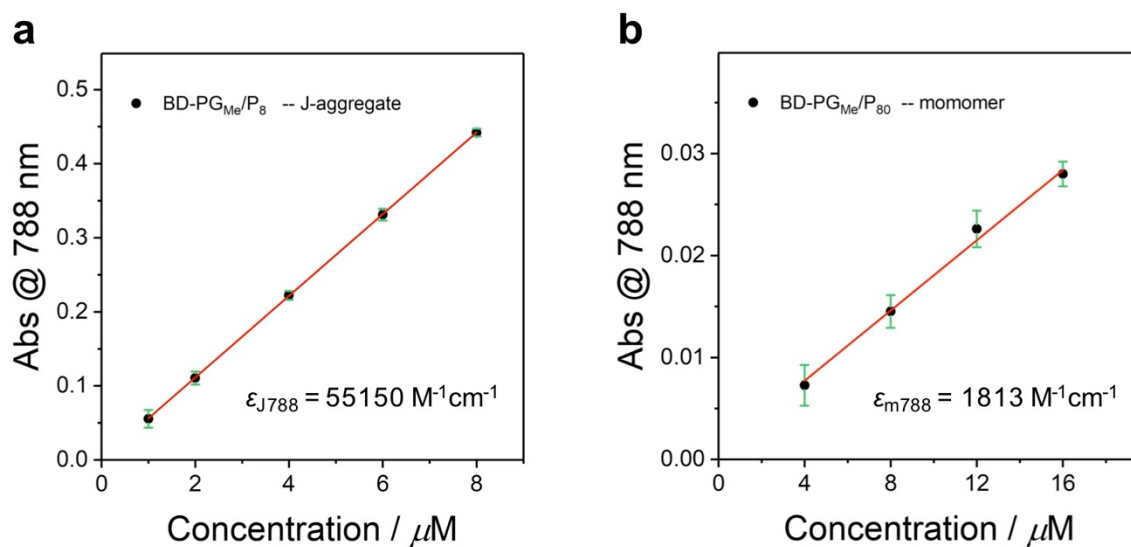 a
0.5
0.4
0.3
0.2
0.1
0.0
Abs @ 788 nm
BD-PG_Me/P_8 -- J-aggregate
ε_J788 = 55150 M⁻¹cm⁻¹
0 2 4 6 8
Concentration / μM
b
0.03
0.02
0.01
0.00
Abs @ 788 nm
BD-PG_Me/P_80 -- momomer
ε_m788 = 1813 M⁻¹cm⁻¹
4 8 12 16
Concentration / μM